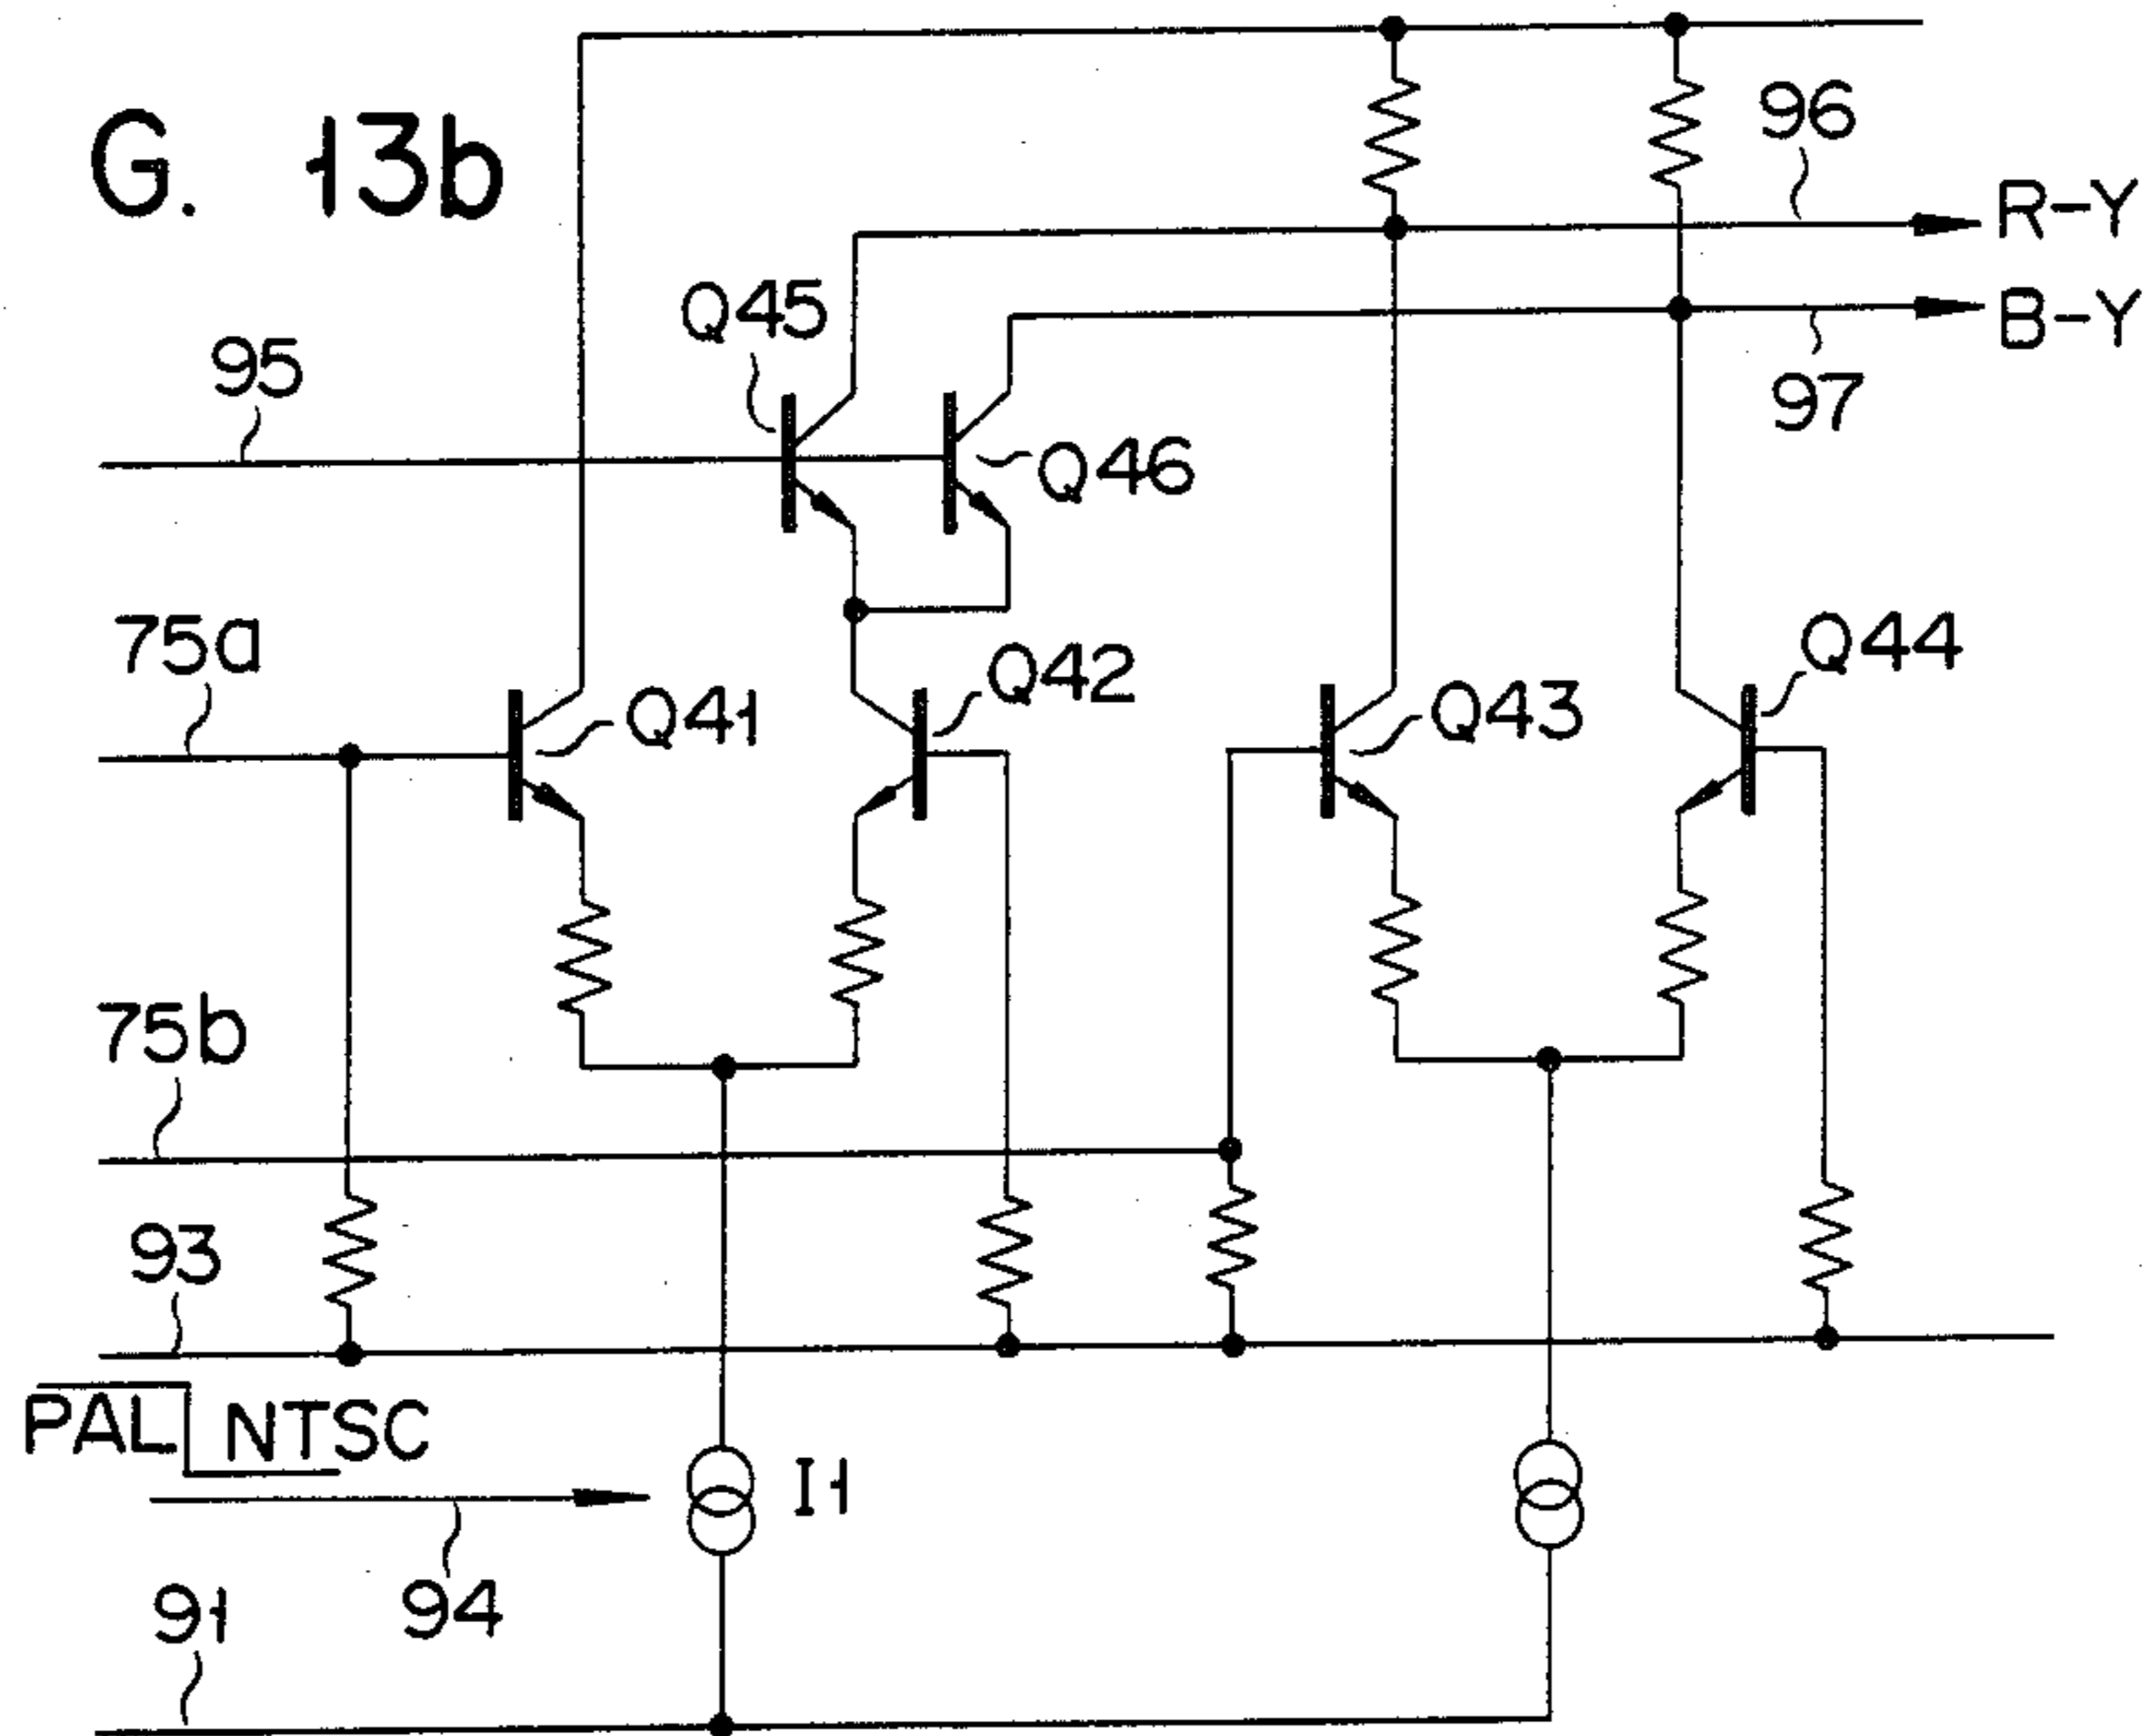 G. 13b
96
R-Y
Q45
B-Y
95
97
Q46
75a
Q42
Q44
Q41
Q43
75b
93
PAL NTSC
I1
94
91